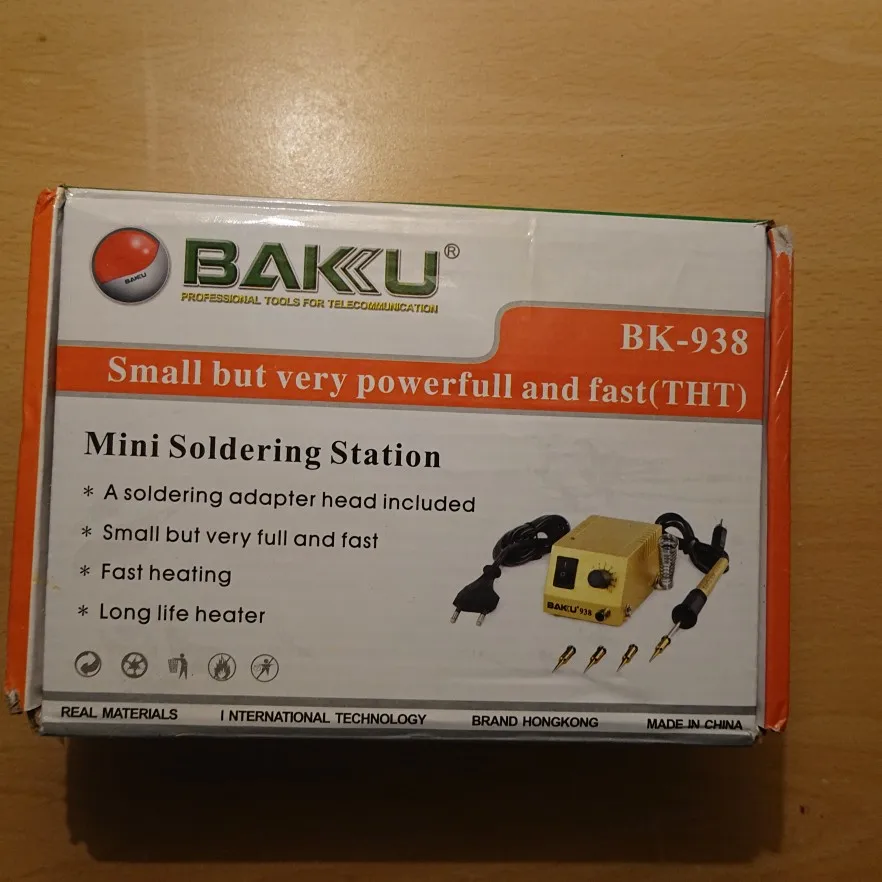 BAKU®
BAKU
PROFESSIONAL TOOLS FOR TELECOMMUNICATION
BK-938
Small but very powerfull and fast(THT)
Mini Soldering Station
* A soldering adapter head included
* Small but very full and fast
* Fast heating
* Long life heater
BAKU 938
REAL MATERIALS I NTERNATIONAL TECHNOLOGY BRAND HONGKONG MADE IN CHINA